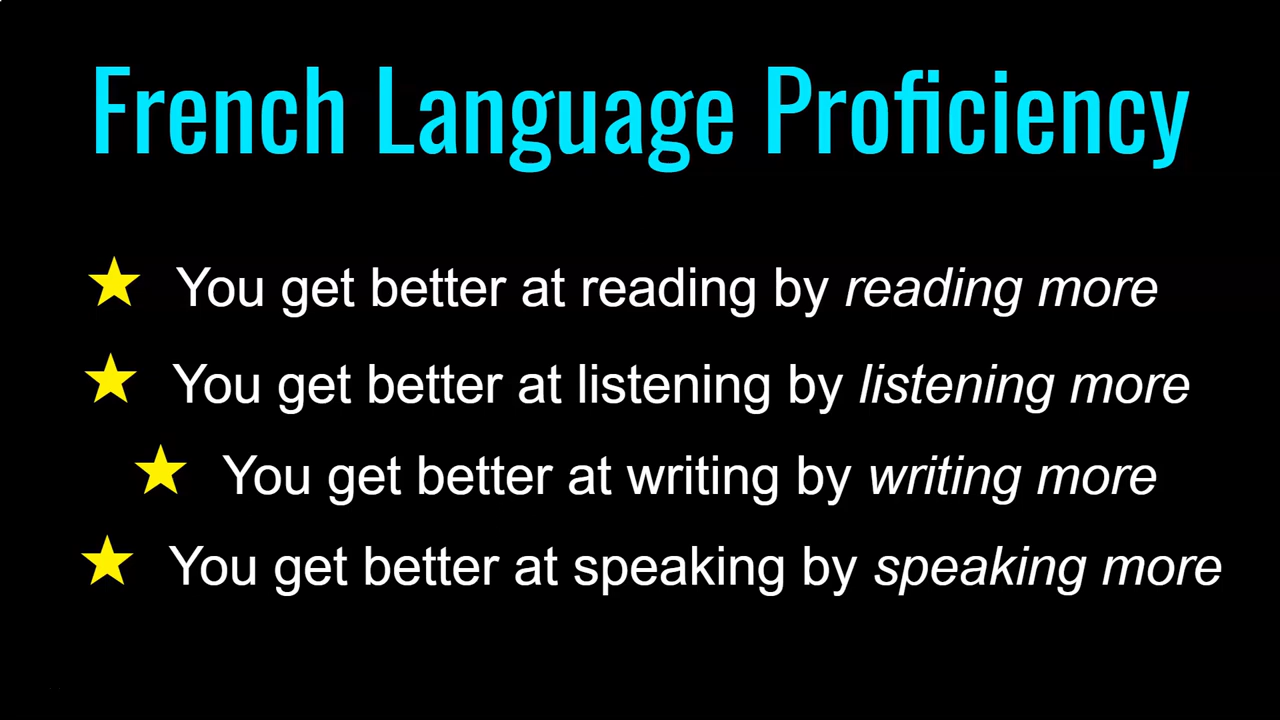 French Language Proficiency
★ You get better at reading by reading more
★ You get better at listening by listening more
★ You get better at writing by writing more
★ You get better at speaking by speaking more